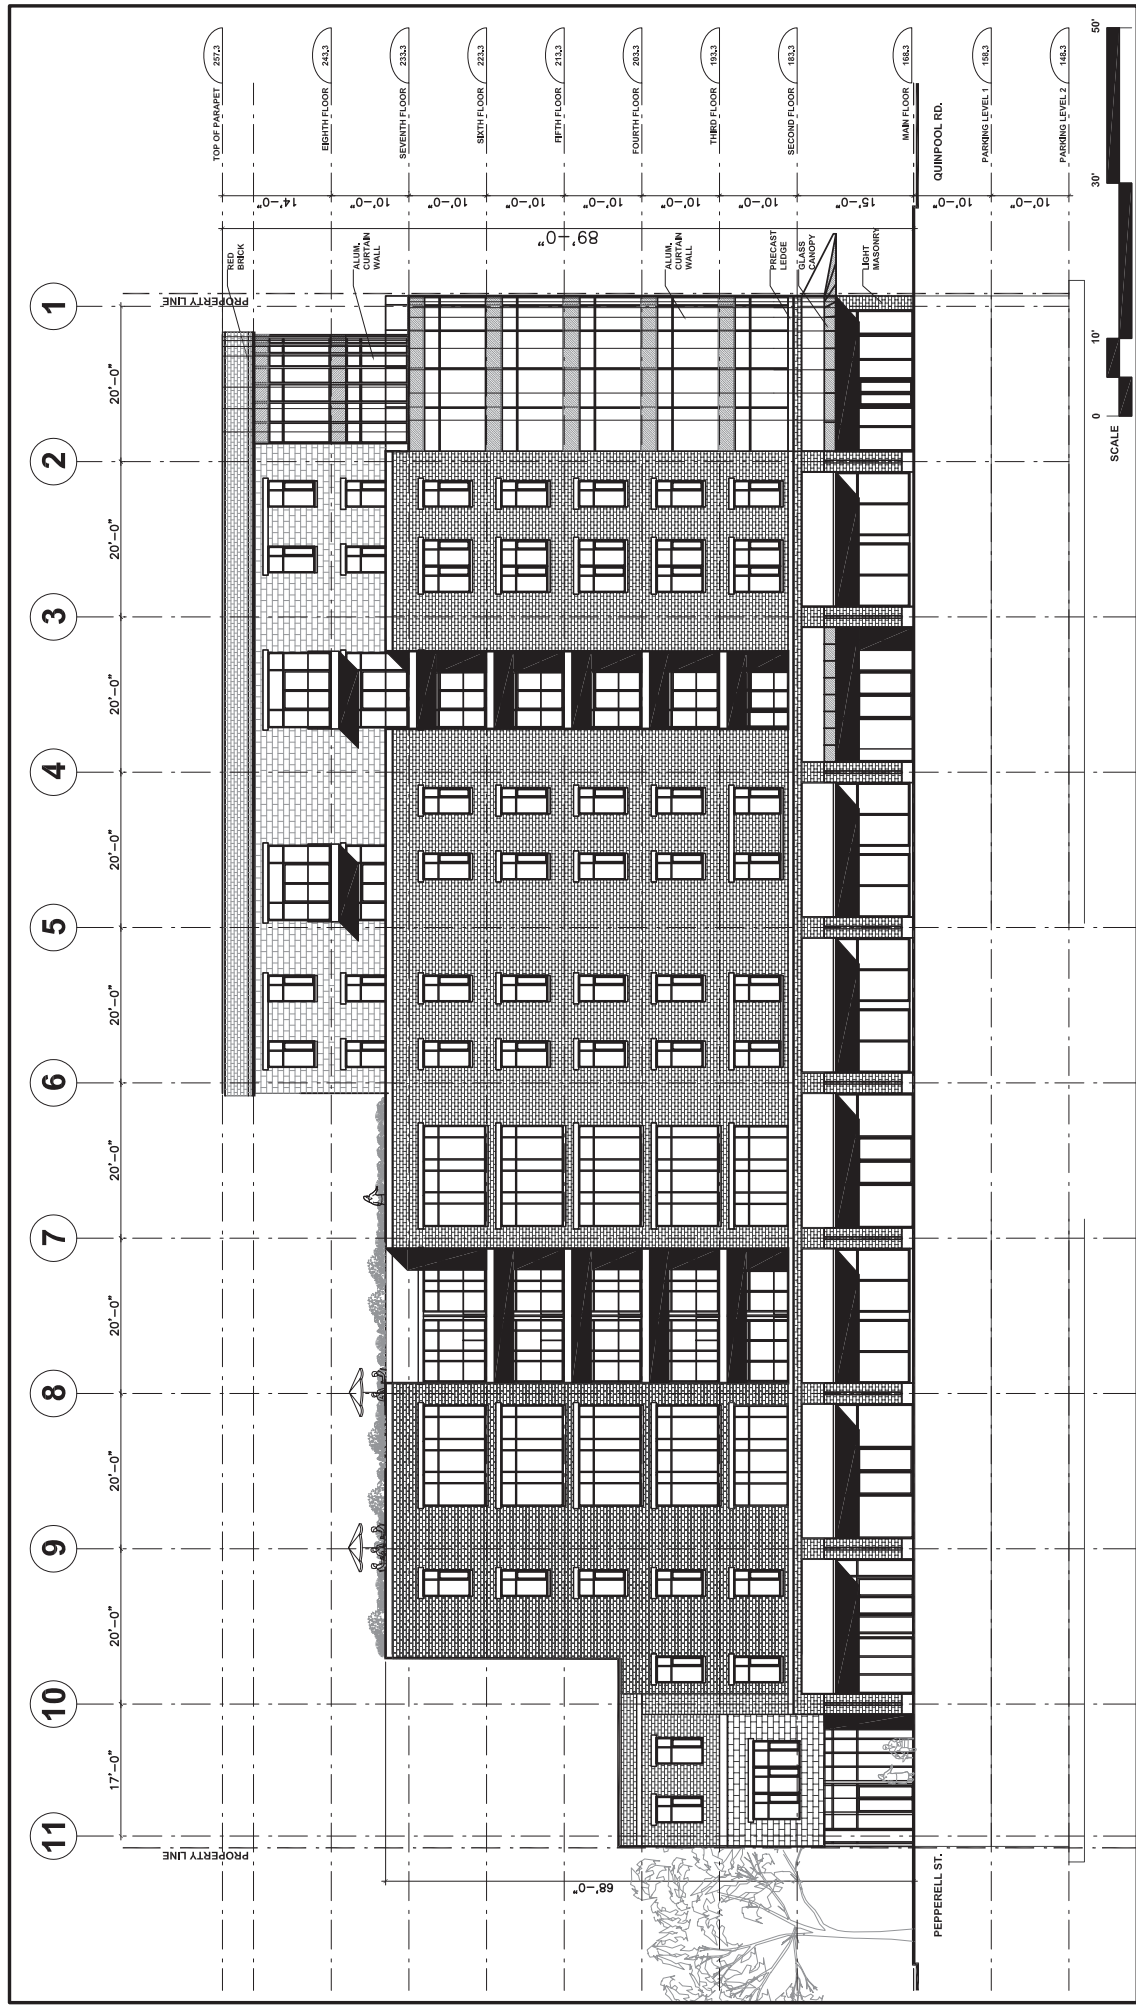 11
10
9
8
7
6
5
4
3
2
1
17'-0"
20'-0"
20'-0"
20'-0"
20'-0"
20'-0"
20'-0"
20'-0"
20'-0"
20'-0"
PROPERTY LINE
PROPERTY LINE
TOP OF PARAPET
257.3
EIGHTH FLOOR
243.3
SEVENTH FLOOR
233.3
SIXTH FLOOR
223.3
FIFTH FLOOR
213.3
FOURTH FLOOR
203.3
THIRD FLOOR
193.3
SECOND FLOOR
183.3
MAIN FLOOR
168.3
PARKING LEVEL 1
158.3
PARKING LEVEL 2
148.3
14'-0"
10'-0"
10'-0"
10'-0"
10'-0"
10'-0"
10'-0"
15'-0"
10'-0"
10'-0"
89'-0"
68'-0"
RED
BRICK
ALUM.
CURTAIN
WALL
ALUM.
CURTAIN
WALL
PRECAST
LEDGE
GLASS
CANOPY
LIGHT
MASONRY
PEPPERELL ST.
QUINPOOL RD.
SCALE
0
10'
30'
50'